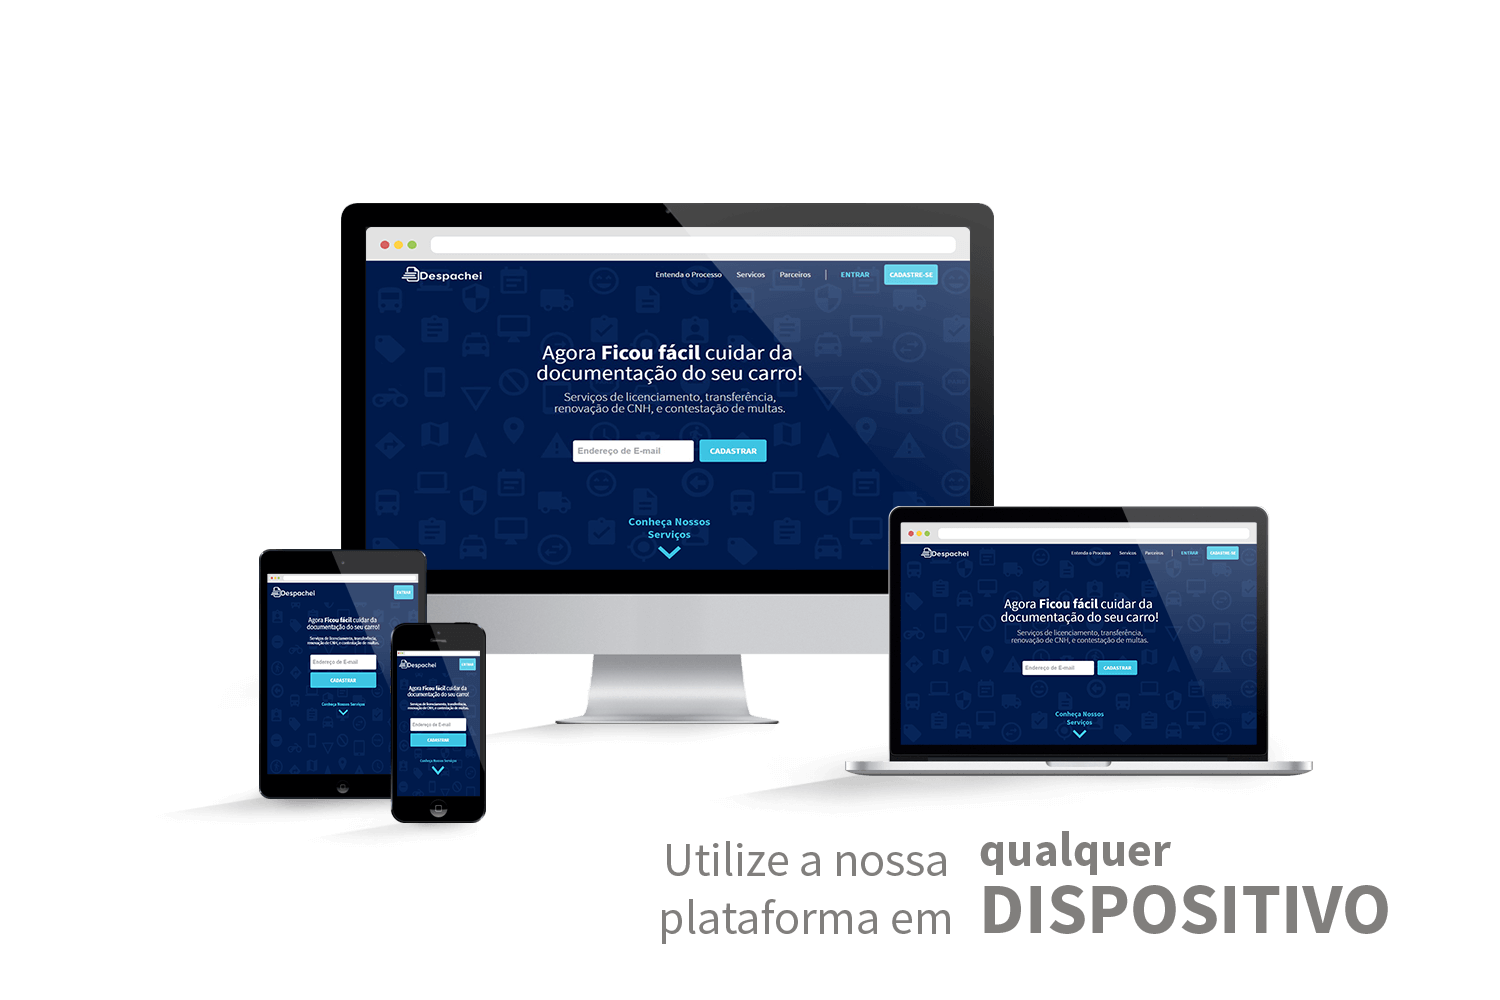 Despachei
Entenda o Processo Servicos Parceiros | ENTRAR CADASTRE-SE
Agora Ficou fácil cuidar da
documentação do seu carro!
Serviços de licenciamento, transferência,
renovação de CNH, e contestação de multas.
Endereço de E-mail CADASTRAR
Conheça Nossos
Serviços
Despachei ENTRAR
Agora Ficou fácil cuidar da
documentação do seu carro!
Serviços de licenciamento, transferência,
renovação de CNH, e contestação de multas.
Endereço de E-mail
CADASTRAR
Conheça Nossos Serviços
Despachei ENTRAR
Agora Ficou fácil cuidar da
documentação do seu carro!
Serviços de licenciamento, transferência,
renovação de CNH, e contestação de multas.
Endereço de E-mail
CADASTRAR
Conheça Nossos Serviços
Despachei
Entenda o Processo Servicos Parceiros | ENTRAR CADASTRE-SE
Agora Ficou fácil cuidar da
documentação do seu carro!
Serviços de licenciamento, transferência,
renovação de CNH, e contestação de multas.
Endereço de E-mail CADASTRAR
Conheça Nossos
Serviços
Utilize a nossa
plataforma em
qualquer
DISPOSITIVO